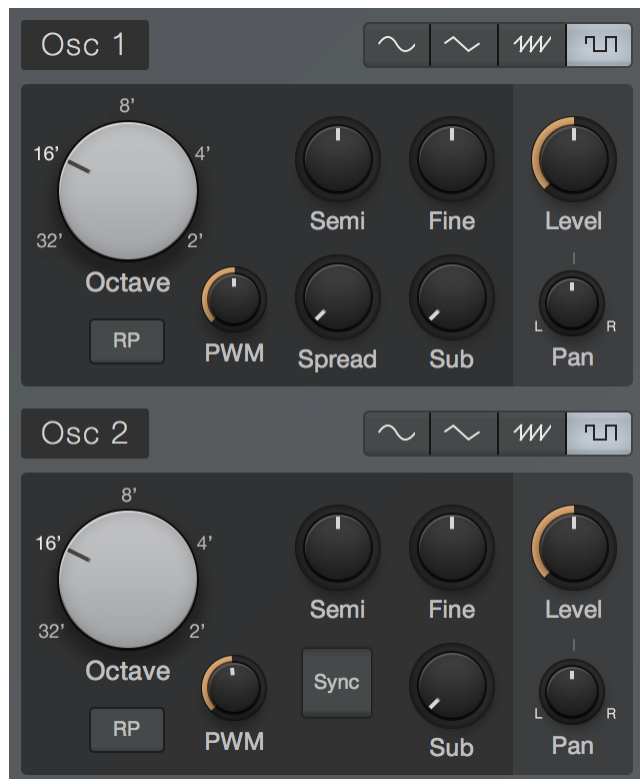 Osc 1
8’
16’
4’
32’
2’
Octave
RP
PWM
Semi
Fine
Spread
Sub
Level
L
R
Pan
Osc 2
8’
16’
4’
32’
2’
Octave
RP
PWM
Semi
Fine
Sync
Sub
Level
L
R
Pan